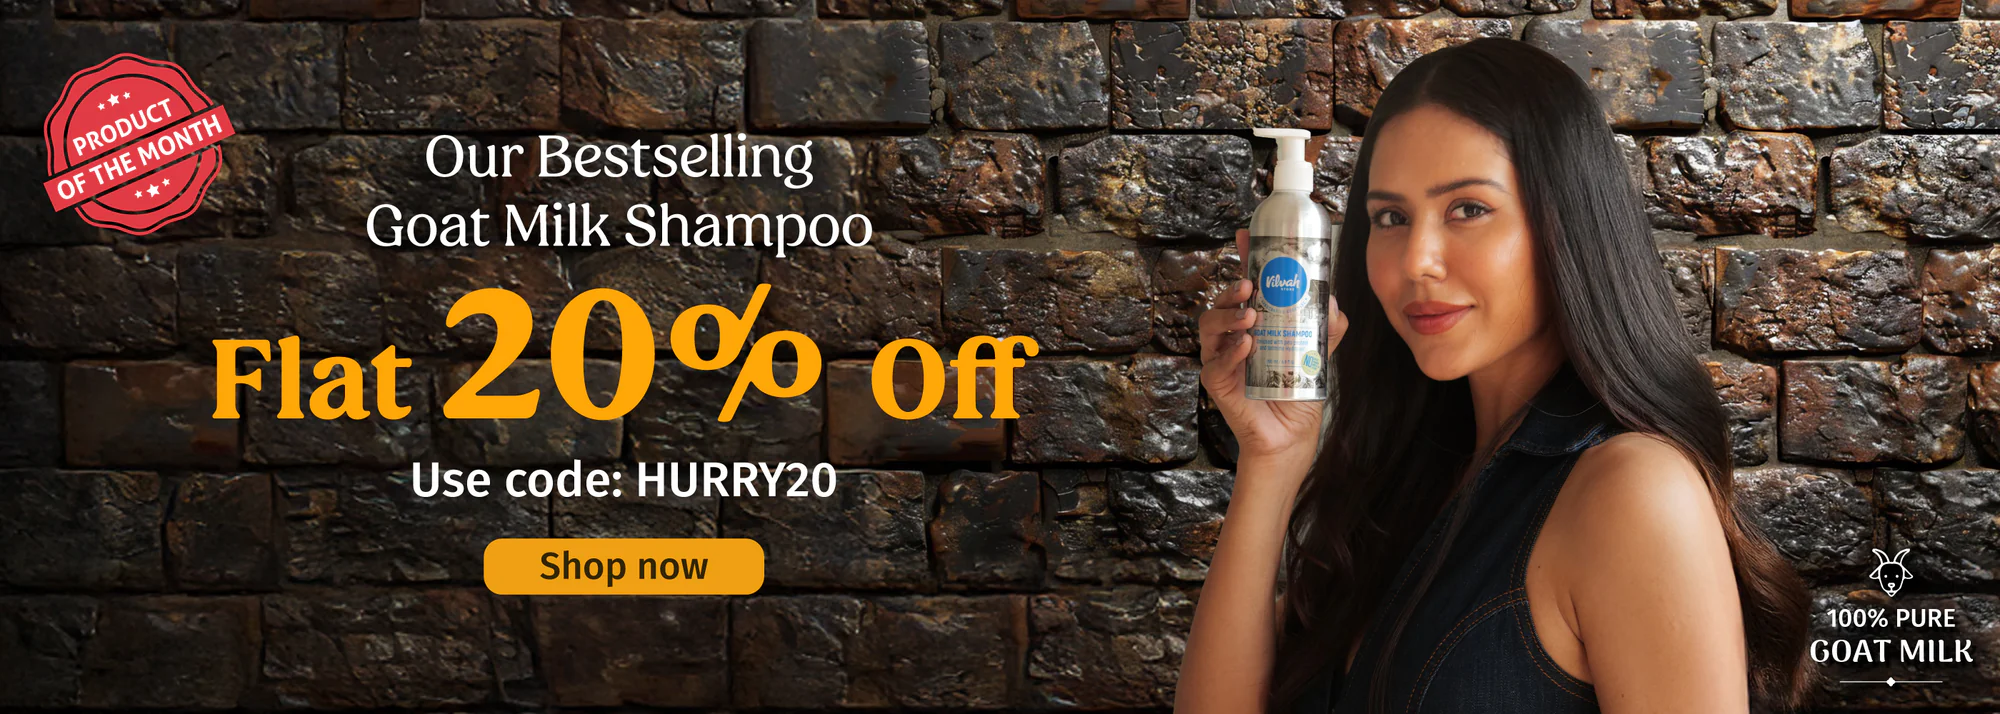 PRODUCT
OF THE MONTH
Our Bestselling
Goat Milk Shampoo
Flat 20% Off
Use code: HURRY20
Shop now
Vilvah
STORE
GOAT MILK SHAMPOO
100% PURE
GOAT MILK